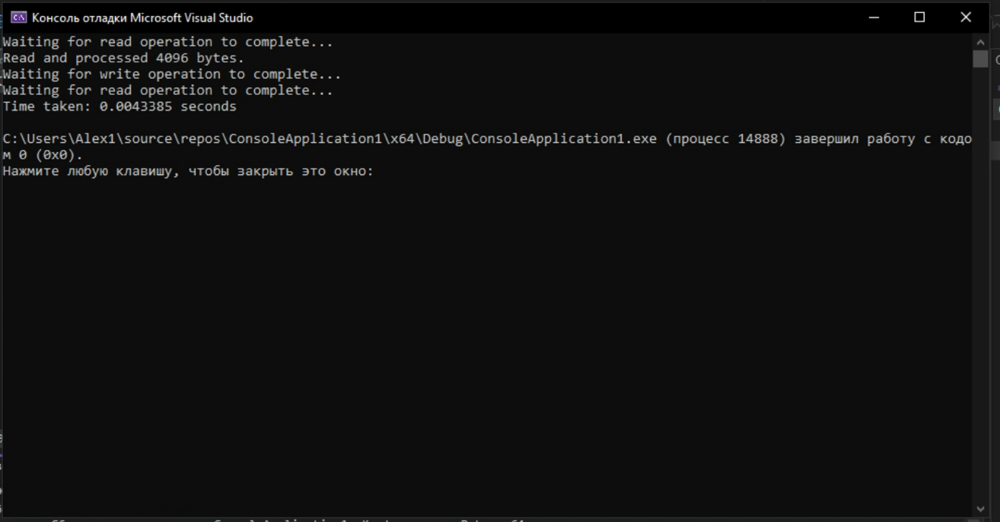 Консоль отладки Microsoft Visual Studio
Waiting for read operation to complete...
Read and processed 4096 bytes.
Waiting for write operation to complete...
Waiting for read operation to complete...
Time taken: 0.0043385 seconds
C:\Users\Alex1\source\repos\ConsoleApplication1\x64\Debug\ConsoleApplication1.exe (процесс 14888) завершил работу с кодо
м 0 (0x0).
Нажмите любую клавишу, чтобы закрыть это окно: